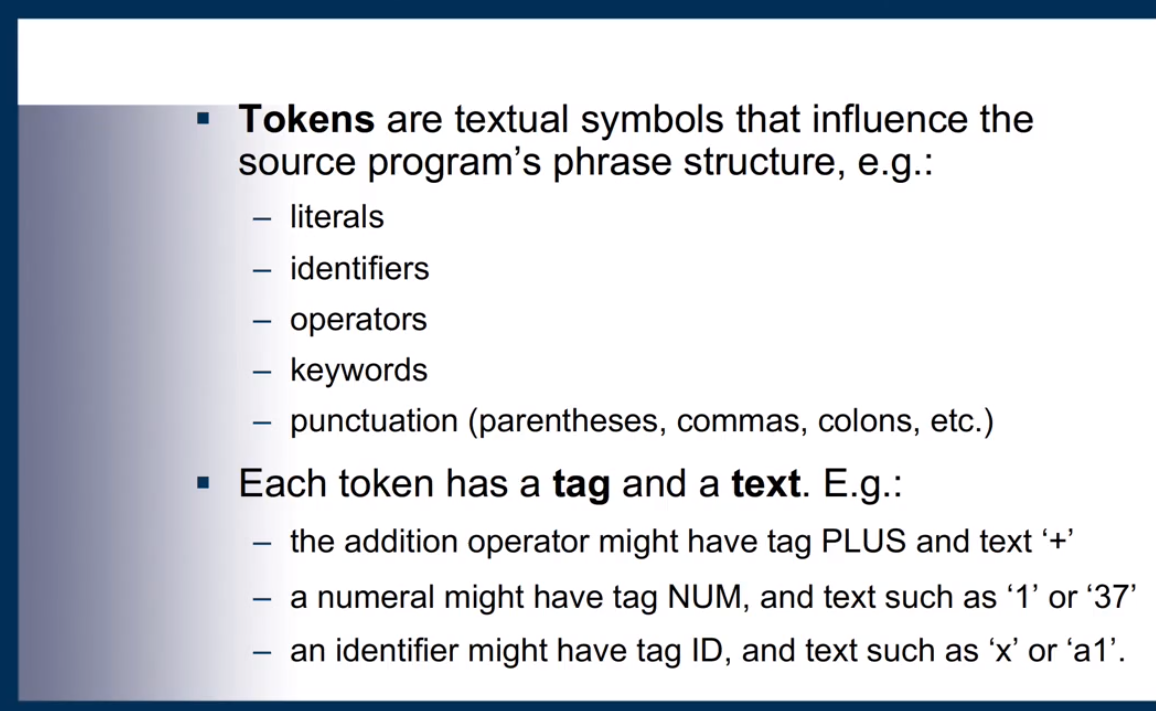 ▪ Tokens are textual symbols that influence the
source program’s phrase structure, e.g.:
– literals
– identifiers
– operators
– keywords
– punctuation (parentheses, commas, colons, etc.)
▪ Each token has a tag and a text. E.g.:
– the addition operator might have tag PLUS and text ‘+’
– a numeral might have tag NUM, and text such as ‘1’ or ‘37’
– an identifier might have tag ID, and text such as ‘x’ or ‘a1’.